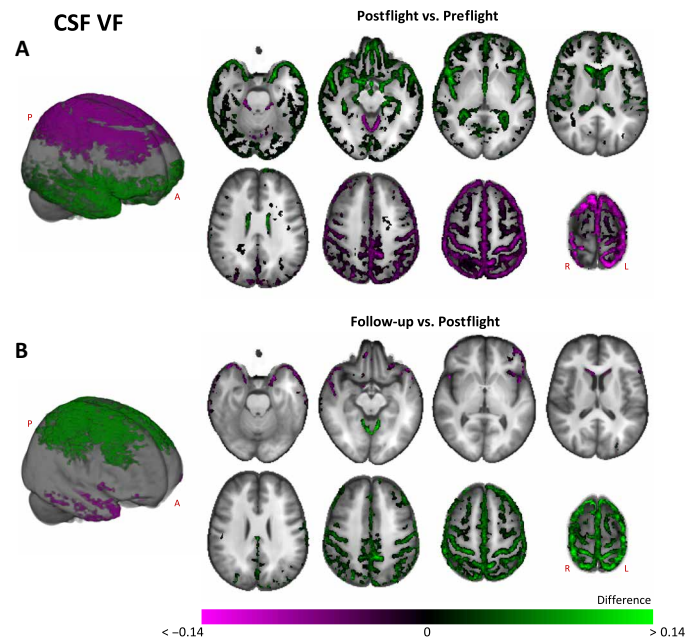 CSF VF
Postflight vs. Preflight
A
P
A
R L
Follow-up vs. Postflight
B
P
A
R L
Difference
< −0.14 0 > 0.14